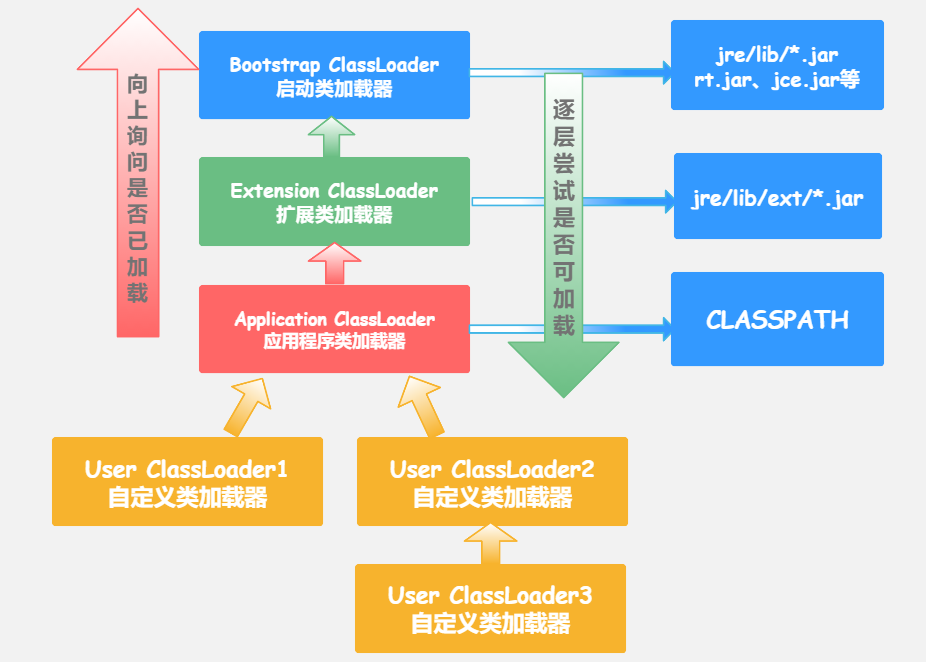 向上询问是否已加载
Bootstrap ClassLoader
启动类加载器
jre/lib/*.jar
rt.jar、jce.jar等
逐层尝试是否可加载
Extension ClassLoader
扩展类加载器
jre/lib/ext/*.jar
Application ClassLoader
应用程序类加载器
CLASSPATH
User ClassLoader1
自定义类加载器
User ClassLoader2
自定义类加载器
User ClassLoader3
自定义类加载器